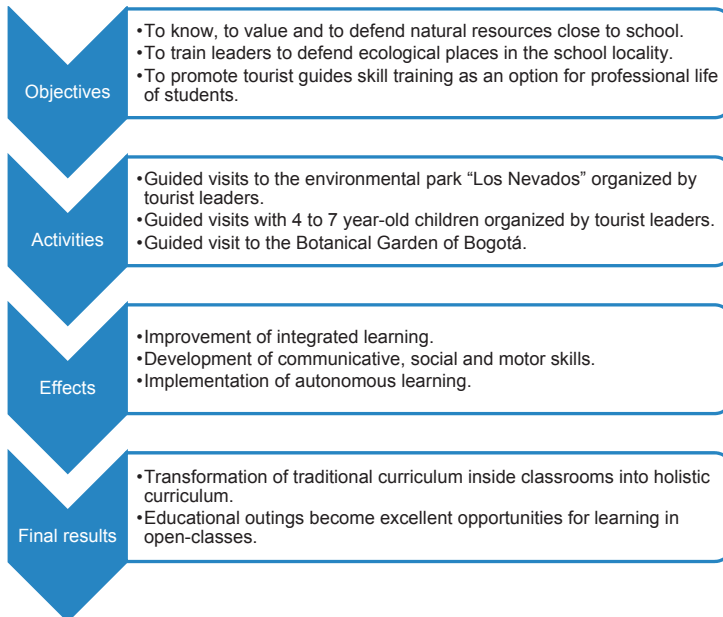 Objectives
•To know, to value and to defend natural resources close to school.
•To train leaders to defend ecological places in the school locality.
•To promote tourist guides skill training as an option for professional life
of students.
Activities
•Guided visits to the environmental park “Los Nevados” organized by
tourist leaders.
•Guided visits with 4 to 7 year-old children organized by tourist leaders.
•Guided visit to the Botanical Garden of Bogotá.
Effects
•Improvement of integrated learning.
•Development of communicative, social and motor skills.
•Implementation of autonomous learning.
Final results
•Transformation of traditional curriculum inside classrooms into holistic
curriculum.
•Educational outings become excellent opportunities for learning in
open-classes.